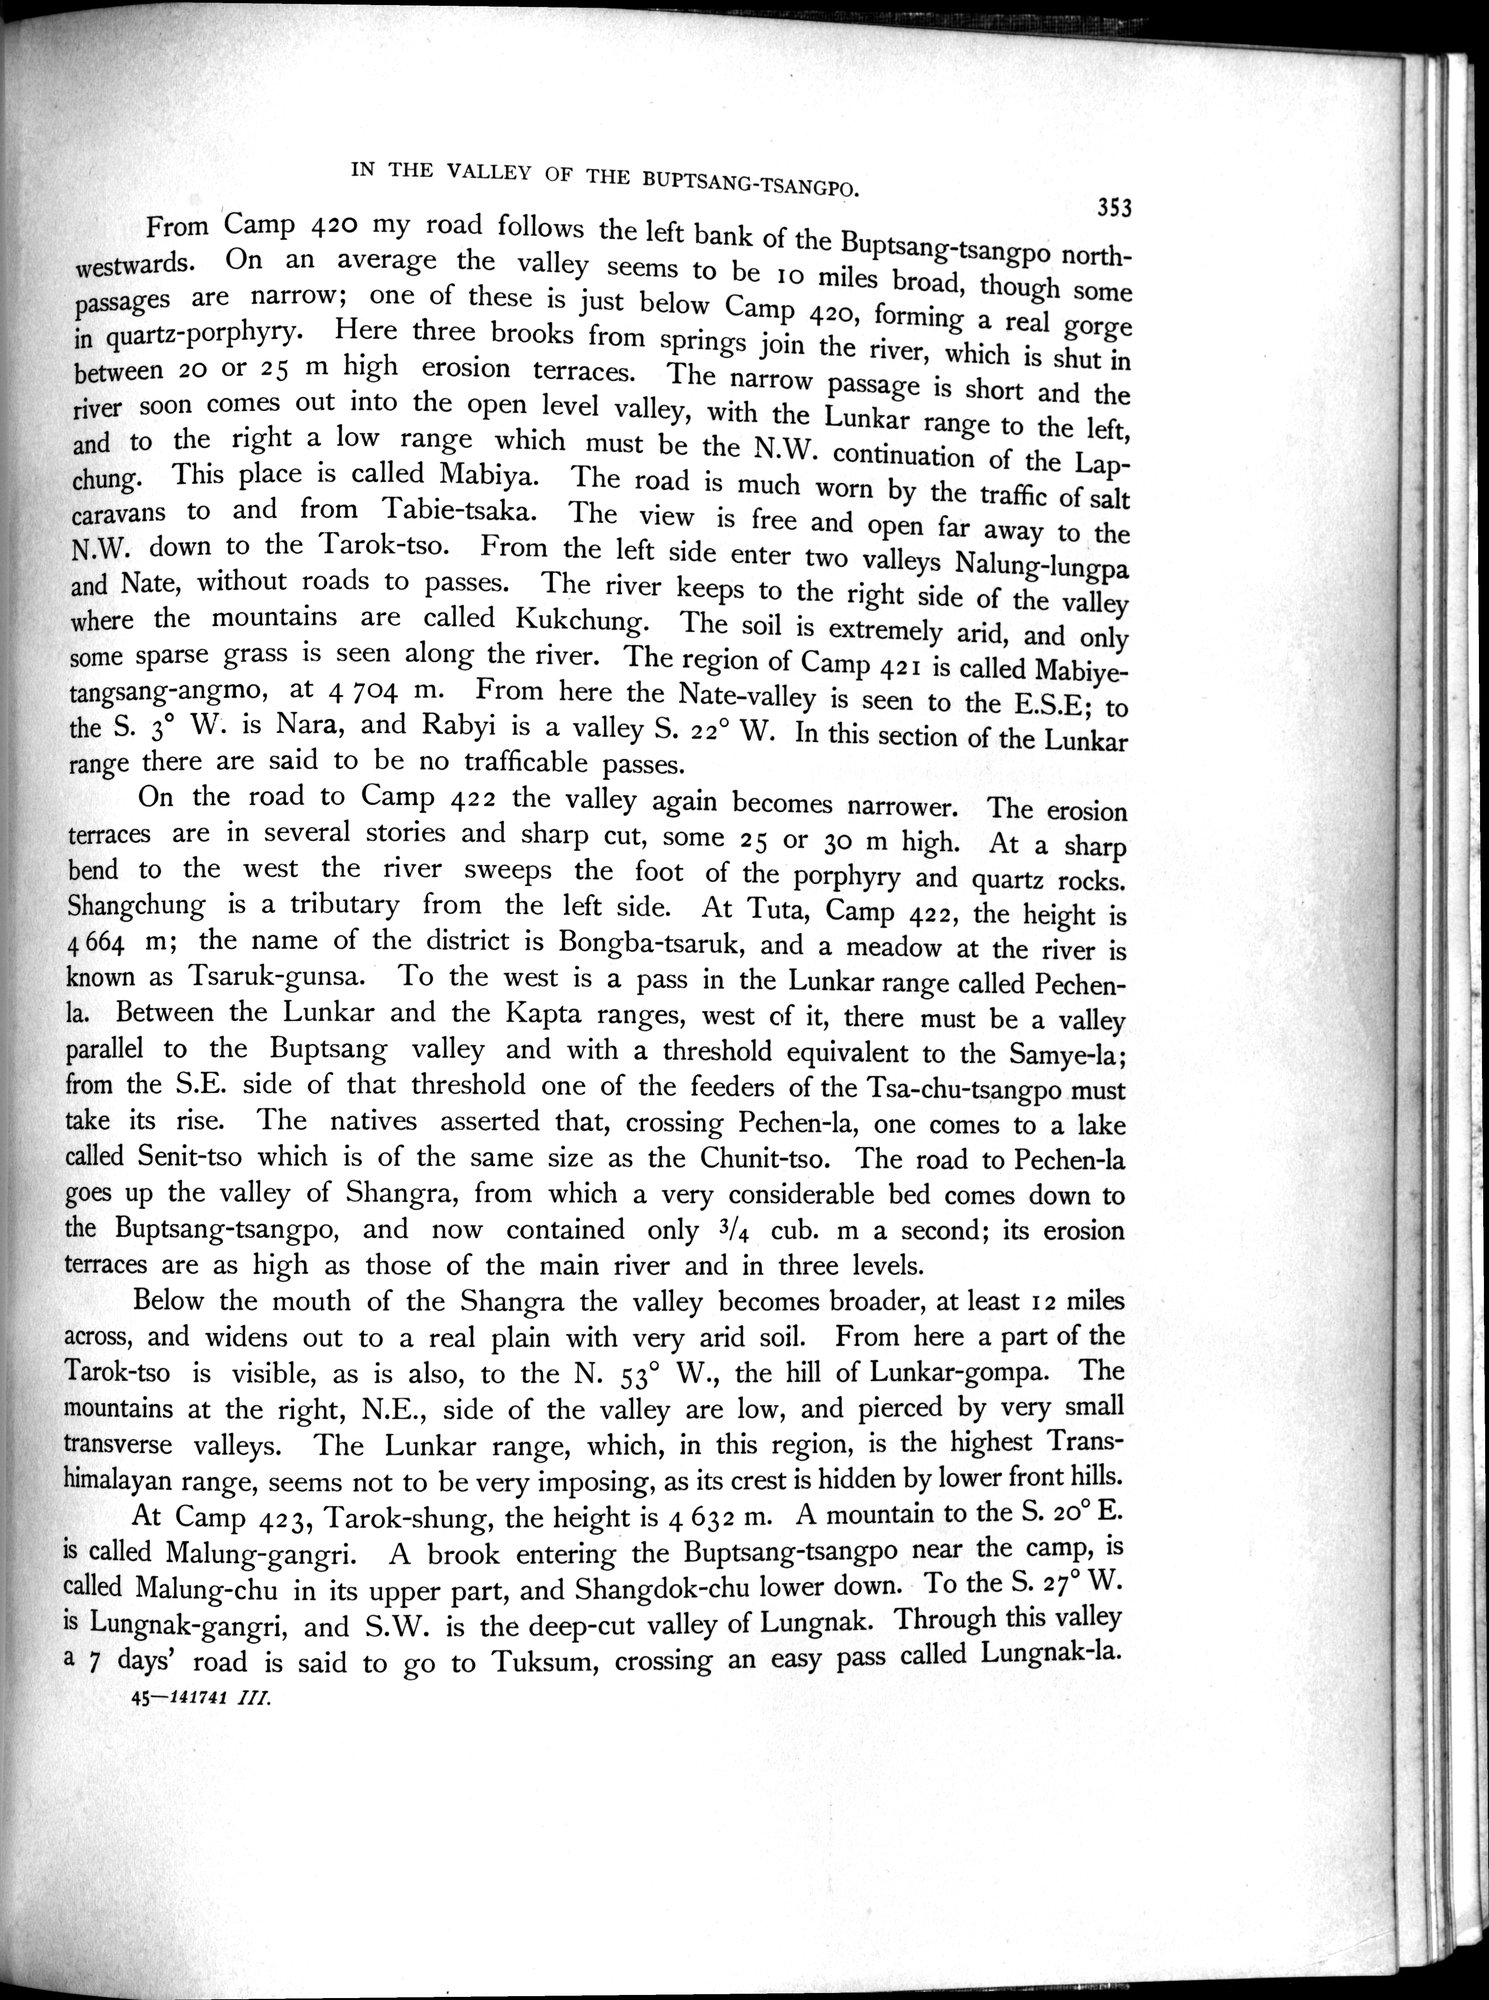 IN THE VALLEY OF THE BUPTSANG-TSANGPO.
353
From Camp 420 my road follows the left bank of the Buptsang-tsangpo north-
westwards. On an average the valley seems to be 10 miles broad, though some
passages are narrow; one of these is just below Camp 420, forming a real gorge
in quartz-porphyry. Here three brooks from springs join the river, which is shut in
between 20 or 25 m high erosion terraces. The narrow passage is short and the
river soon comes out into the open level valley, with the Lunkar range to the left,
and to the right a low range which must be the N.W. continuation of the Lap-
chung. This place is called Mabiya. The road is much worn by the traffic of salt
caravans to and from Tabie-tsaka. The view is free and open far away to the
N.W. down to the Tarok-tso. From the left side enter two valleys Nalung-lungpa
and Nate, without roads to passes. The river keeps to the right side of the valley
where the mountains are called Kukchung. The soil is extremely arid, and only
some sparse grass is seen along the river. The region of Camp 421 is called Mabiye-
tangsang-angmo, at 4 704 m. From here the Nate-valley is seen to the E.S.E; to
the S. 3° W. is Nara, and Rabyi is a valley S. 22° W. In this section of the Lunkar
range there are said to be no trafficable passes.
On the road to Camp 422 the valley again becomes narrower. The erosion
terraces are in several stories and sharp cut, some 25 or 30 m high. At a sharp
bend to the west the river sweeps the foot of the porphyry and quartz rocks.
Shangchung is a tributary from the left side. At Tuta, Camp 422, the height is
4 664 m; the name of the district is Bongba-tsaruk, and a meadow at the river is
known as Tsaruk-gunsa. To the west is a pass in the Lunkar range called Pechen-
la. Between the Lunkar and the Kapta ranges, west of it, there must be a valley
parallel to the Buptsang valley and with a threshold equivalent to the Samye-la;
from the S.E. side of that threshold one of the feeders of the Tsa-chu-tsangpo must
take its rise. The natives asserted that, crossing Pechen-la, one comes to a lake
called Senit-tso which is of the same size as the Chunit-tso. The road to Pechen-la
goes up the valley of Shangra, from which a very considerable bed comes down to
the Buptsang-tsangpo, and now contained only 3/4 cub. m a second; its erosion
terraces are as high as those of the main river and in three levels.
Below the mouth of the Shangra the valley becomes broader, at least 12 miles
across, and widens out to a real plain with very arid soil. From here a part of the
Tarok-tso is visible, as is also, to the N. 53° W., the hill of Lunkar-gompa. The
mountains at the right, N.E., side of the valley are low, and pierced by very small
transverse valleys. The Lunkar range, which, in this region, is the highest Trans-
himalayan range, seems not to be very imposing, as its crest is hidden by lower front hills.
At Camp 423, Tarok-shung, the height is 4 632 m. A mountain to the S. 20° E.
is called Malung-gangri. A brook entering the Buptsang-tsangpo near the camp, is
called Malung-chu in its upper part, and Shangdok-chu lower down. To the S. 27° W.
is Lungnak-gangri, and S.W. is the deep-cut valley of Lungnak. Through this valley
a 7 days' road is said to go to Tuksum, crossing an easy pass called Lungnak-la.
45—141741 III.